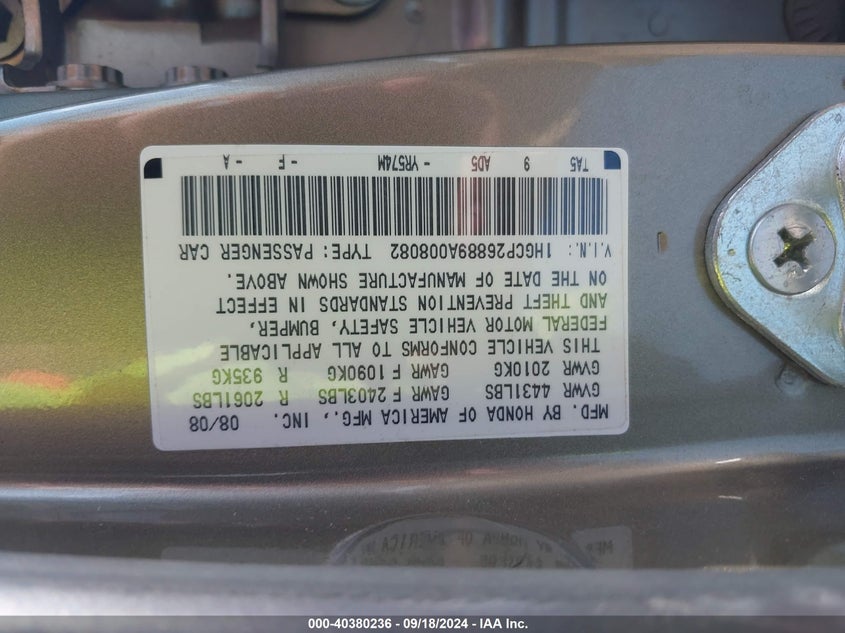 MFD. BY HONDA OF AMERICA MFG., INC. 08/08
GVWR 4431LBS GAWR F 2403LBS R 2061LBS
GVWR 2010KG GAWR F 1090KG R 935KG
THIS VEHICLE CONFORMS TO ALL APPLICABLE
FEDERAL MOTOR VEHICLE SAFETY, BUMPER,
AND THEFT PREVENTION STANDARDS IN EFFECT
ON THE DATE OF MANUFACTURE SHOWN ABOVE.
V.I.N.: 1HGCP26889A008082 TYPE: PASSENGER CAR
TA5 9 AD5 - YR574M - F - A
000-40380236 - 09/18/2024 - IAA Inc.